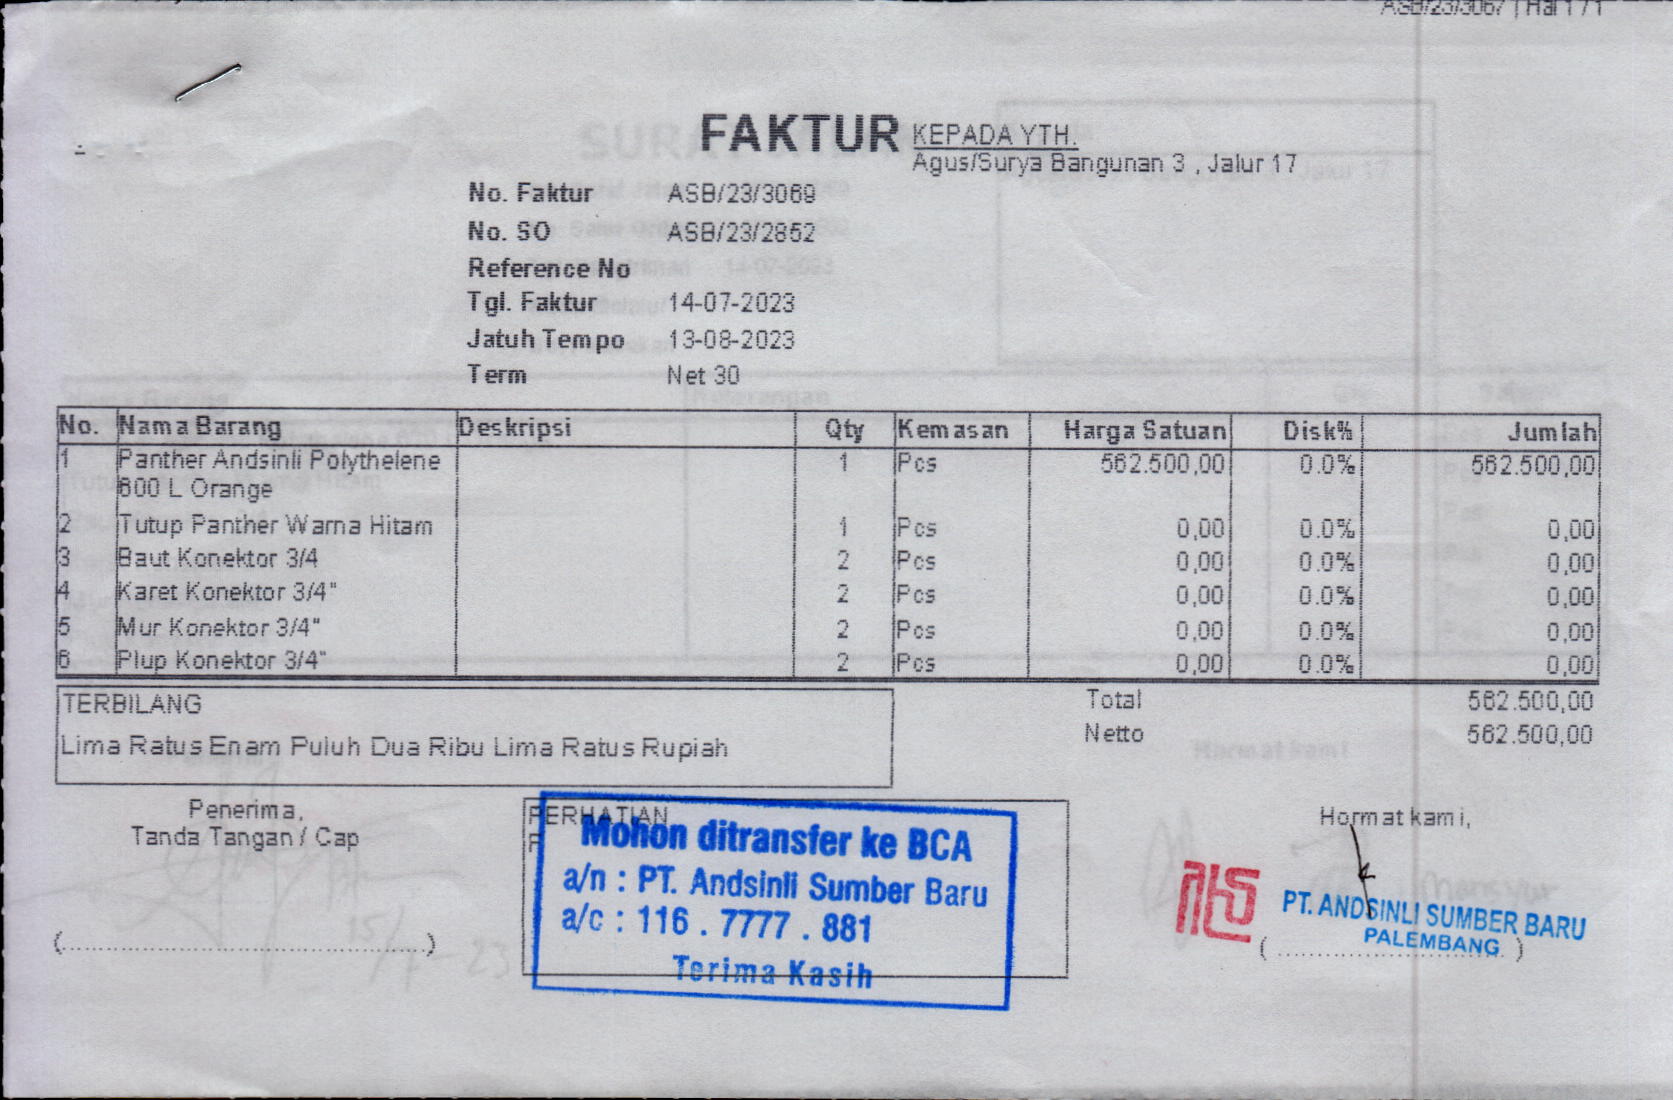 ASB/23/3067 | Hal 1 / 1
FAKTUR
KEPADA YTH.
Agus/Surya Bangunan 3 , Jalur 17
No. Faktur ASB/23/3069
No. SO ASB/23/2852
Reference No
Tgl. Faktur 14-07-2023
Jatuh Tempo 13-08-2023
Term Net 30
No. Nama Barang Deskripsi Qty Kemasan Harga Satuan Disk% Jumlah
1 Panther Andsinli Polythelene 1 Pcs 562.500,00 0.0% 562.500,00
600 L Orange
2 Tutup Panther Warna Hitam 1 Pcs 0,00 0.0% 0,00
3 Baut Konektor 3/4 2 Pcs 0,00 0.0% 0,00
4 Karet Konektor 3/4" 2 Pcs 0,00 0.0% 0,00
5 Mur Konektor 3/4" 2 Pcs 0,00 0.0% 0,00
6 Plup Konektor 3/4" 2 Pcs 0,00 0.0% 0,00
TERBILANG
Lima Ratus Enam Puluh Dua Ribu Lima Ratus Rupiah
Total 562.500,00
Netto 562.500,00
Penerima,
Tanda Tangan / Cap
(........................................)
PERHATIAN
Mohon ditransfer ke BCA
a/n : PT. Andsinli Sumber Baru
a/c : 116 . 7777 . 881
Terima Kasih
Hormat kami,
PT. ANDSINLI SUMBER BARU
PALEMBANG
(........................................)